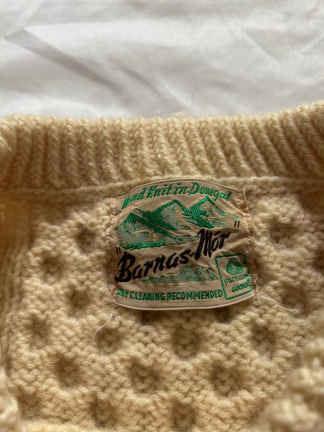 Hand Knit in Donegal
"Barnas-Mór"
DRY CLEANING RECOMMENDED